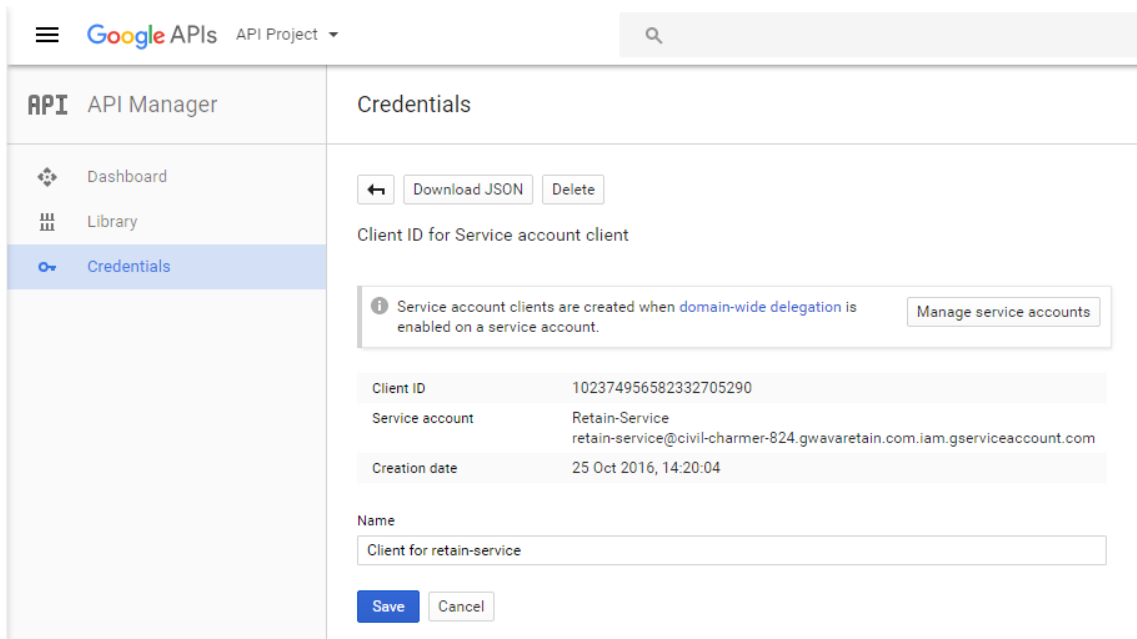 Google APIs API Project
API API Manager
Credentials
Dashboard
Library
Credentials
Download JSON Delete
Client ID for Service account client
Service account clients are created when domain-wide delegation is
enabled on a service account.
Manage service accounts
Client ID 102374956582332705290
Service account Retain-Service
retain-service@civil-charmer-824.gwavaretain.com.iam.gserviceaccount.com
Creation date 25 Oct 2016, 14:20:04
Name
Client for retain-service
Save Cancel